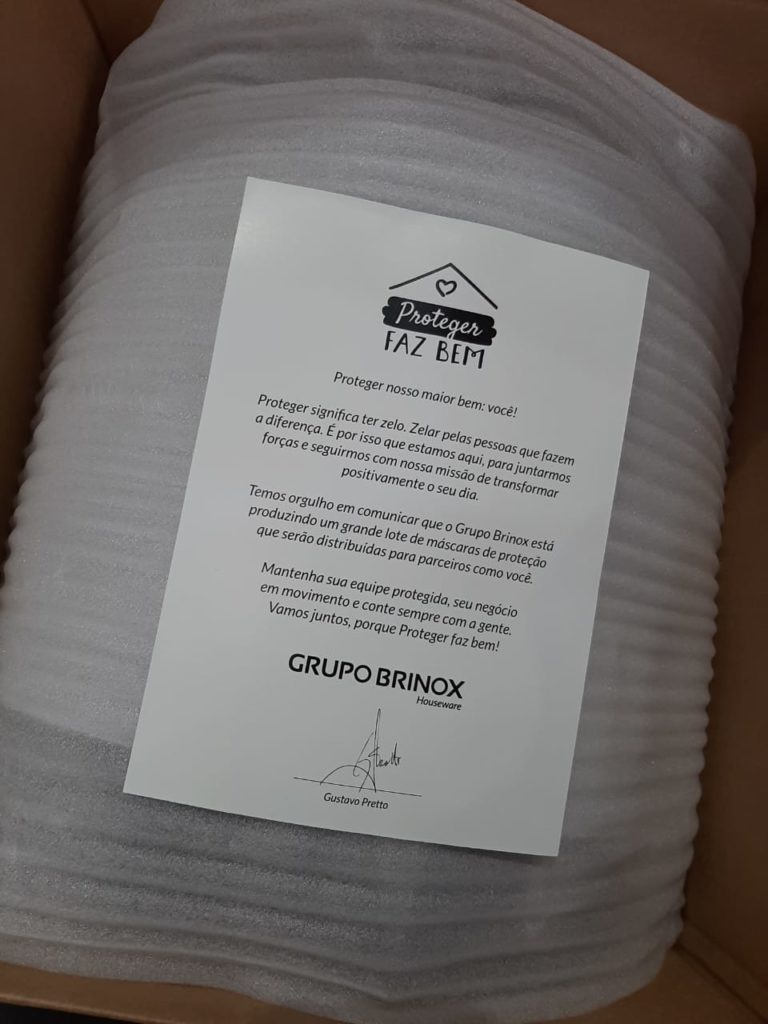 Proteger
FAZ BEM
Proteger nosso maior bem: você!
Proteger significa ter zelo. Zelar pelas pessoas que fazem
a diferença. É por isso que estamos aqui, para juntarmos
forças e seguirmos com nossa missão de transformar
positivamente o seu dia.
Temos orgulho em comunicar que o Grupo Brinox está
produzindo um grande lote de máscaras de proteção
que serão distribuídas para parceiros como você.
Mantenha sua equipe protegida, seu negócio
em movimento e conte sempre com a gente.
Vamos juntos, porque Proteger faz bem!
GRUPO BRINOX
Houseware
Gustavo Pretto